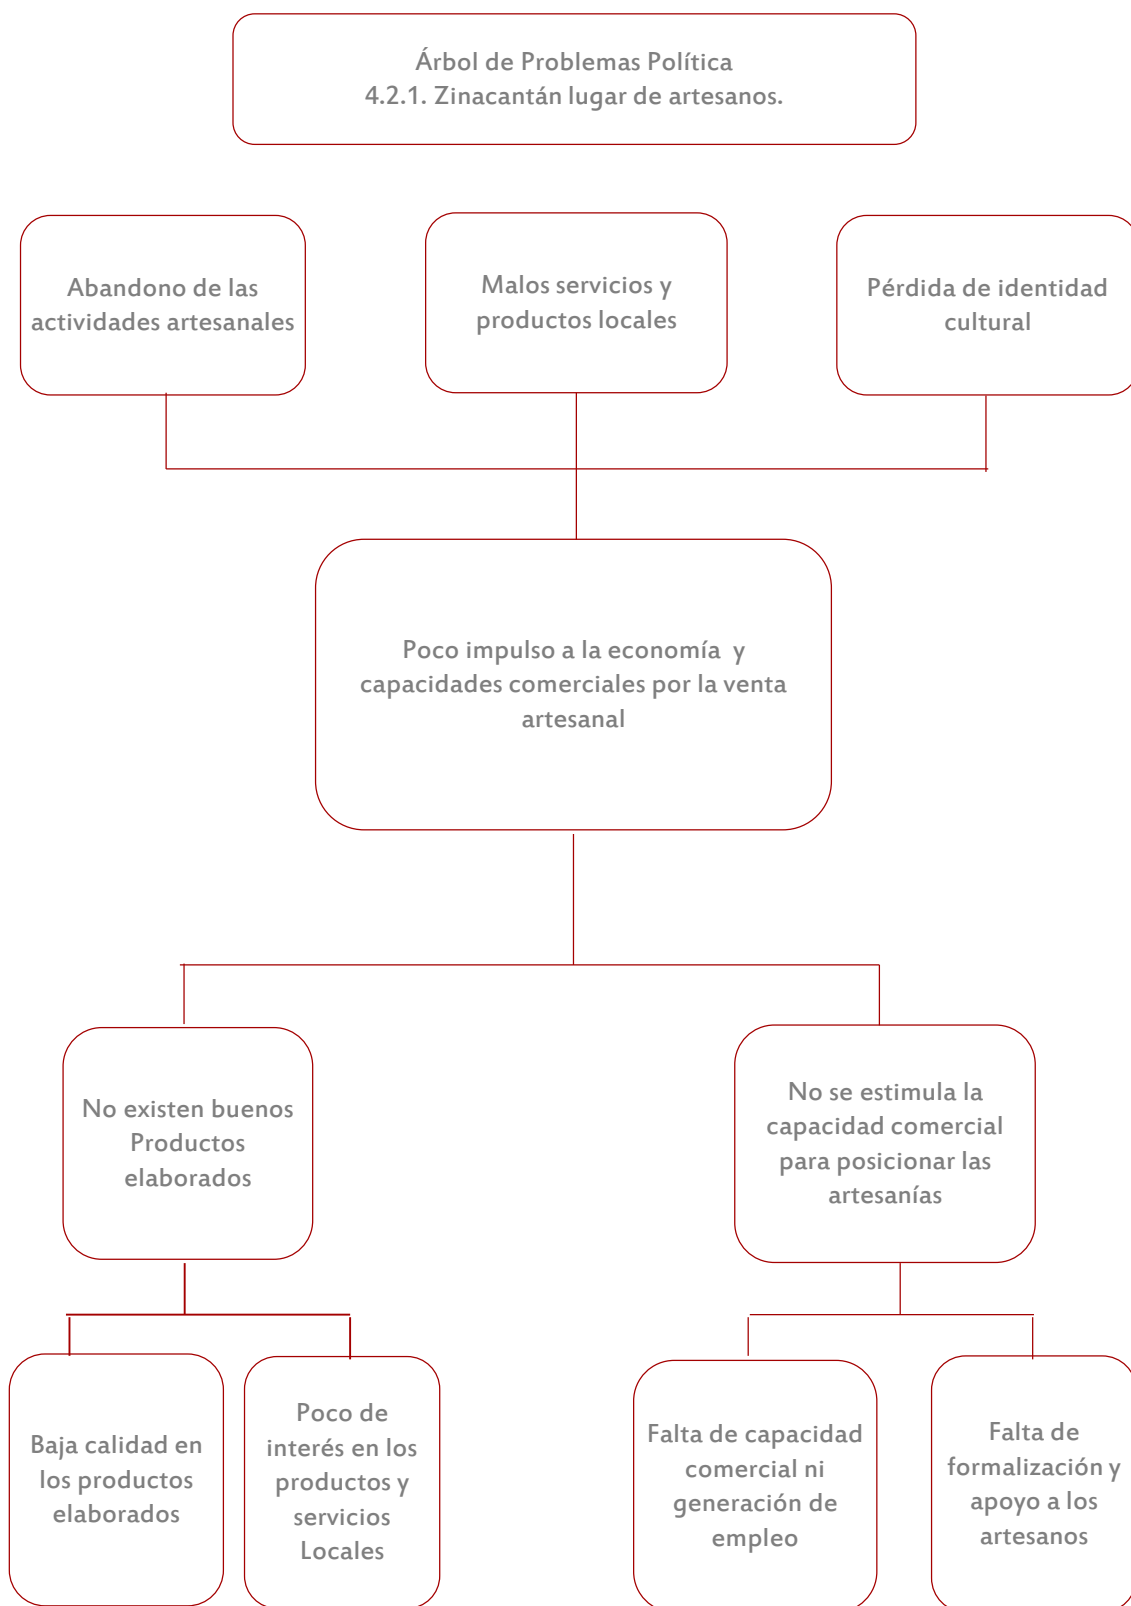 Árbol de Problemas Política
4.2.1. Zinacantán lugar de artesanos.
Abandono de las
actividades artesanales
Malos servicios y
productos locales
Pérdida de identidad
cultural
Poco impulso a la economía y
capacidades comerciales por la venta
artesanal
No existen buenos
Productos
elaborados
No se estimula la
capacidad comercial
para posicionar las
artesanías
Baja calidad en
los productos
elaborados
Poco de
interés en los
productos y
servicios
Locales
Falta de capacidad
comercial ni
generación de
empleo
Falta de
formalización y
apoyo a los
artesanos